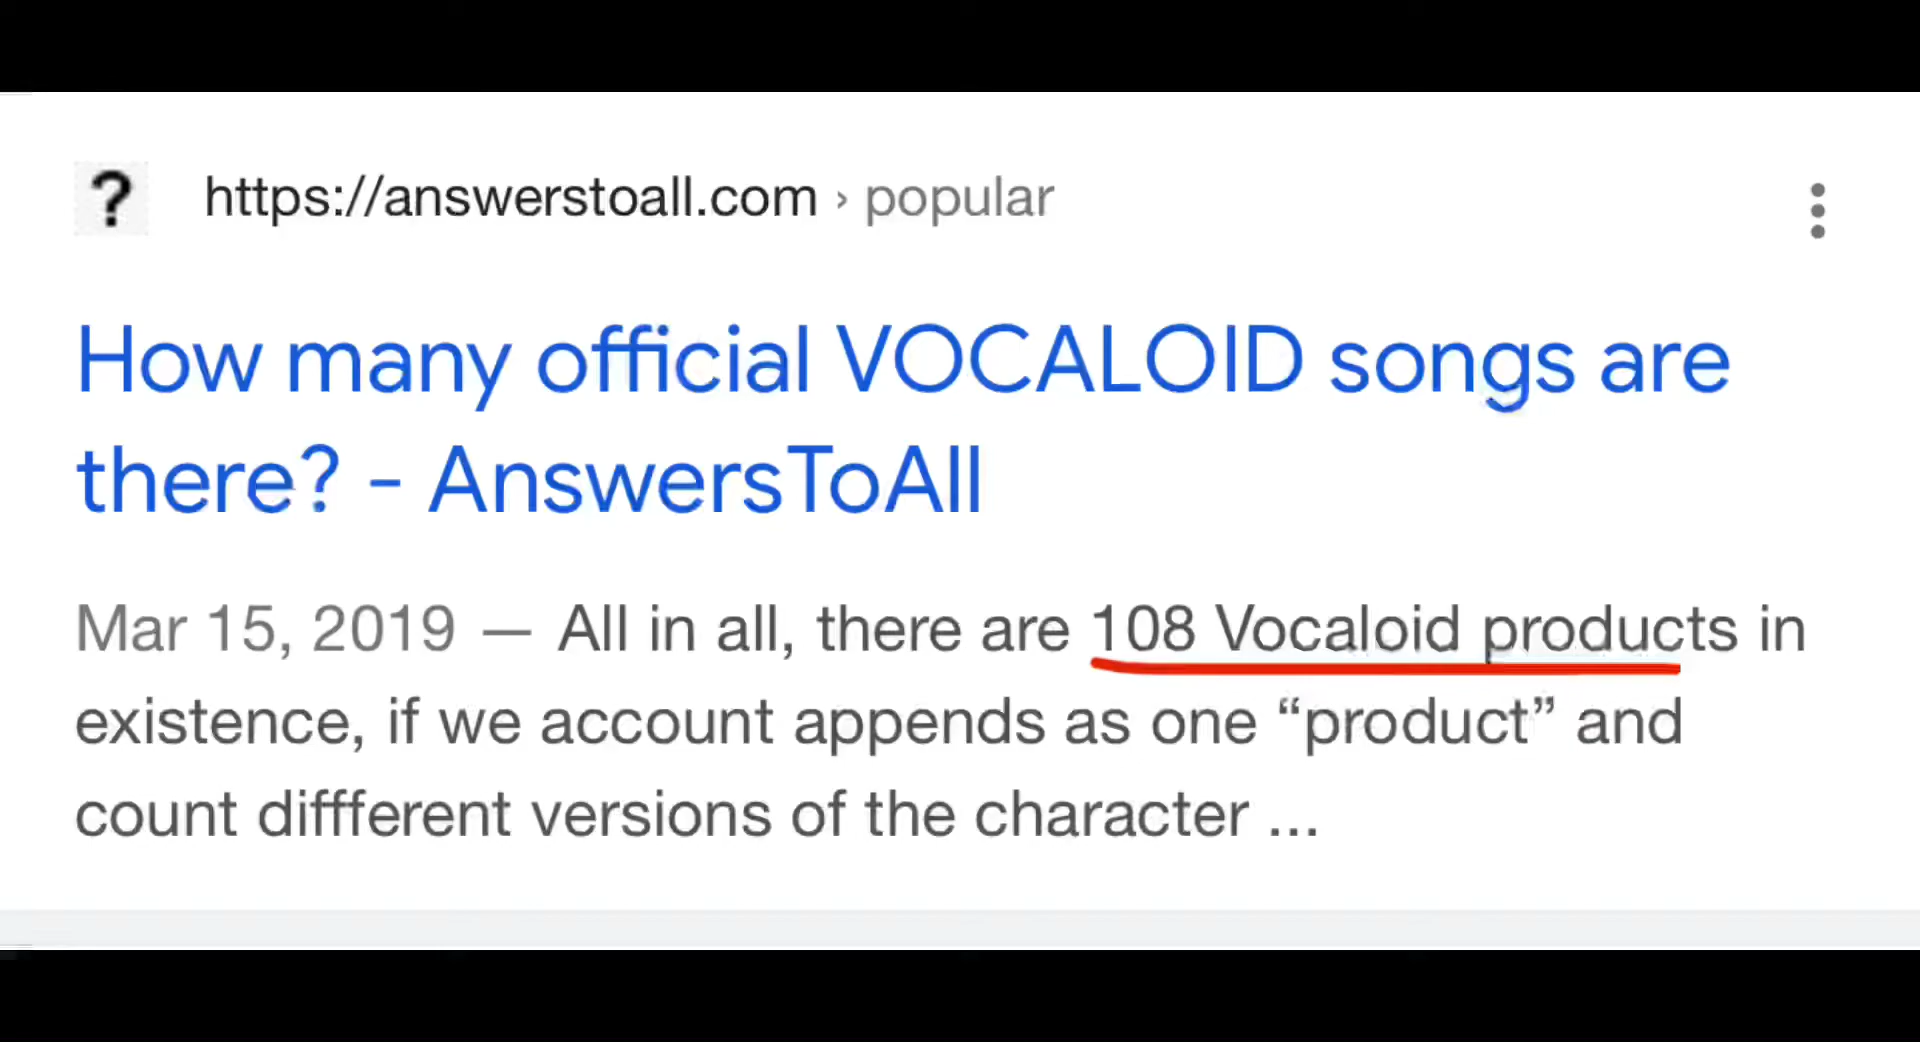 ?
https://answerstoall.com › popular
How many official VOCALOID songs are
there? - AnswersToAll
Mar 15, 2019 — All in all, there are 108 Vocaloid products in
existence, if we account appends as one “product” and
count diffferent versions of the character ...